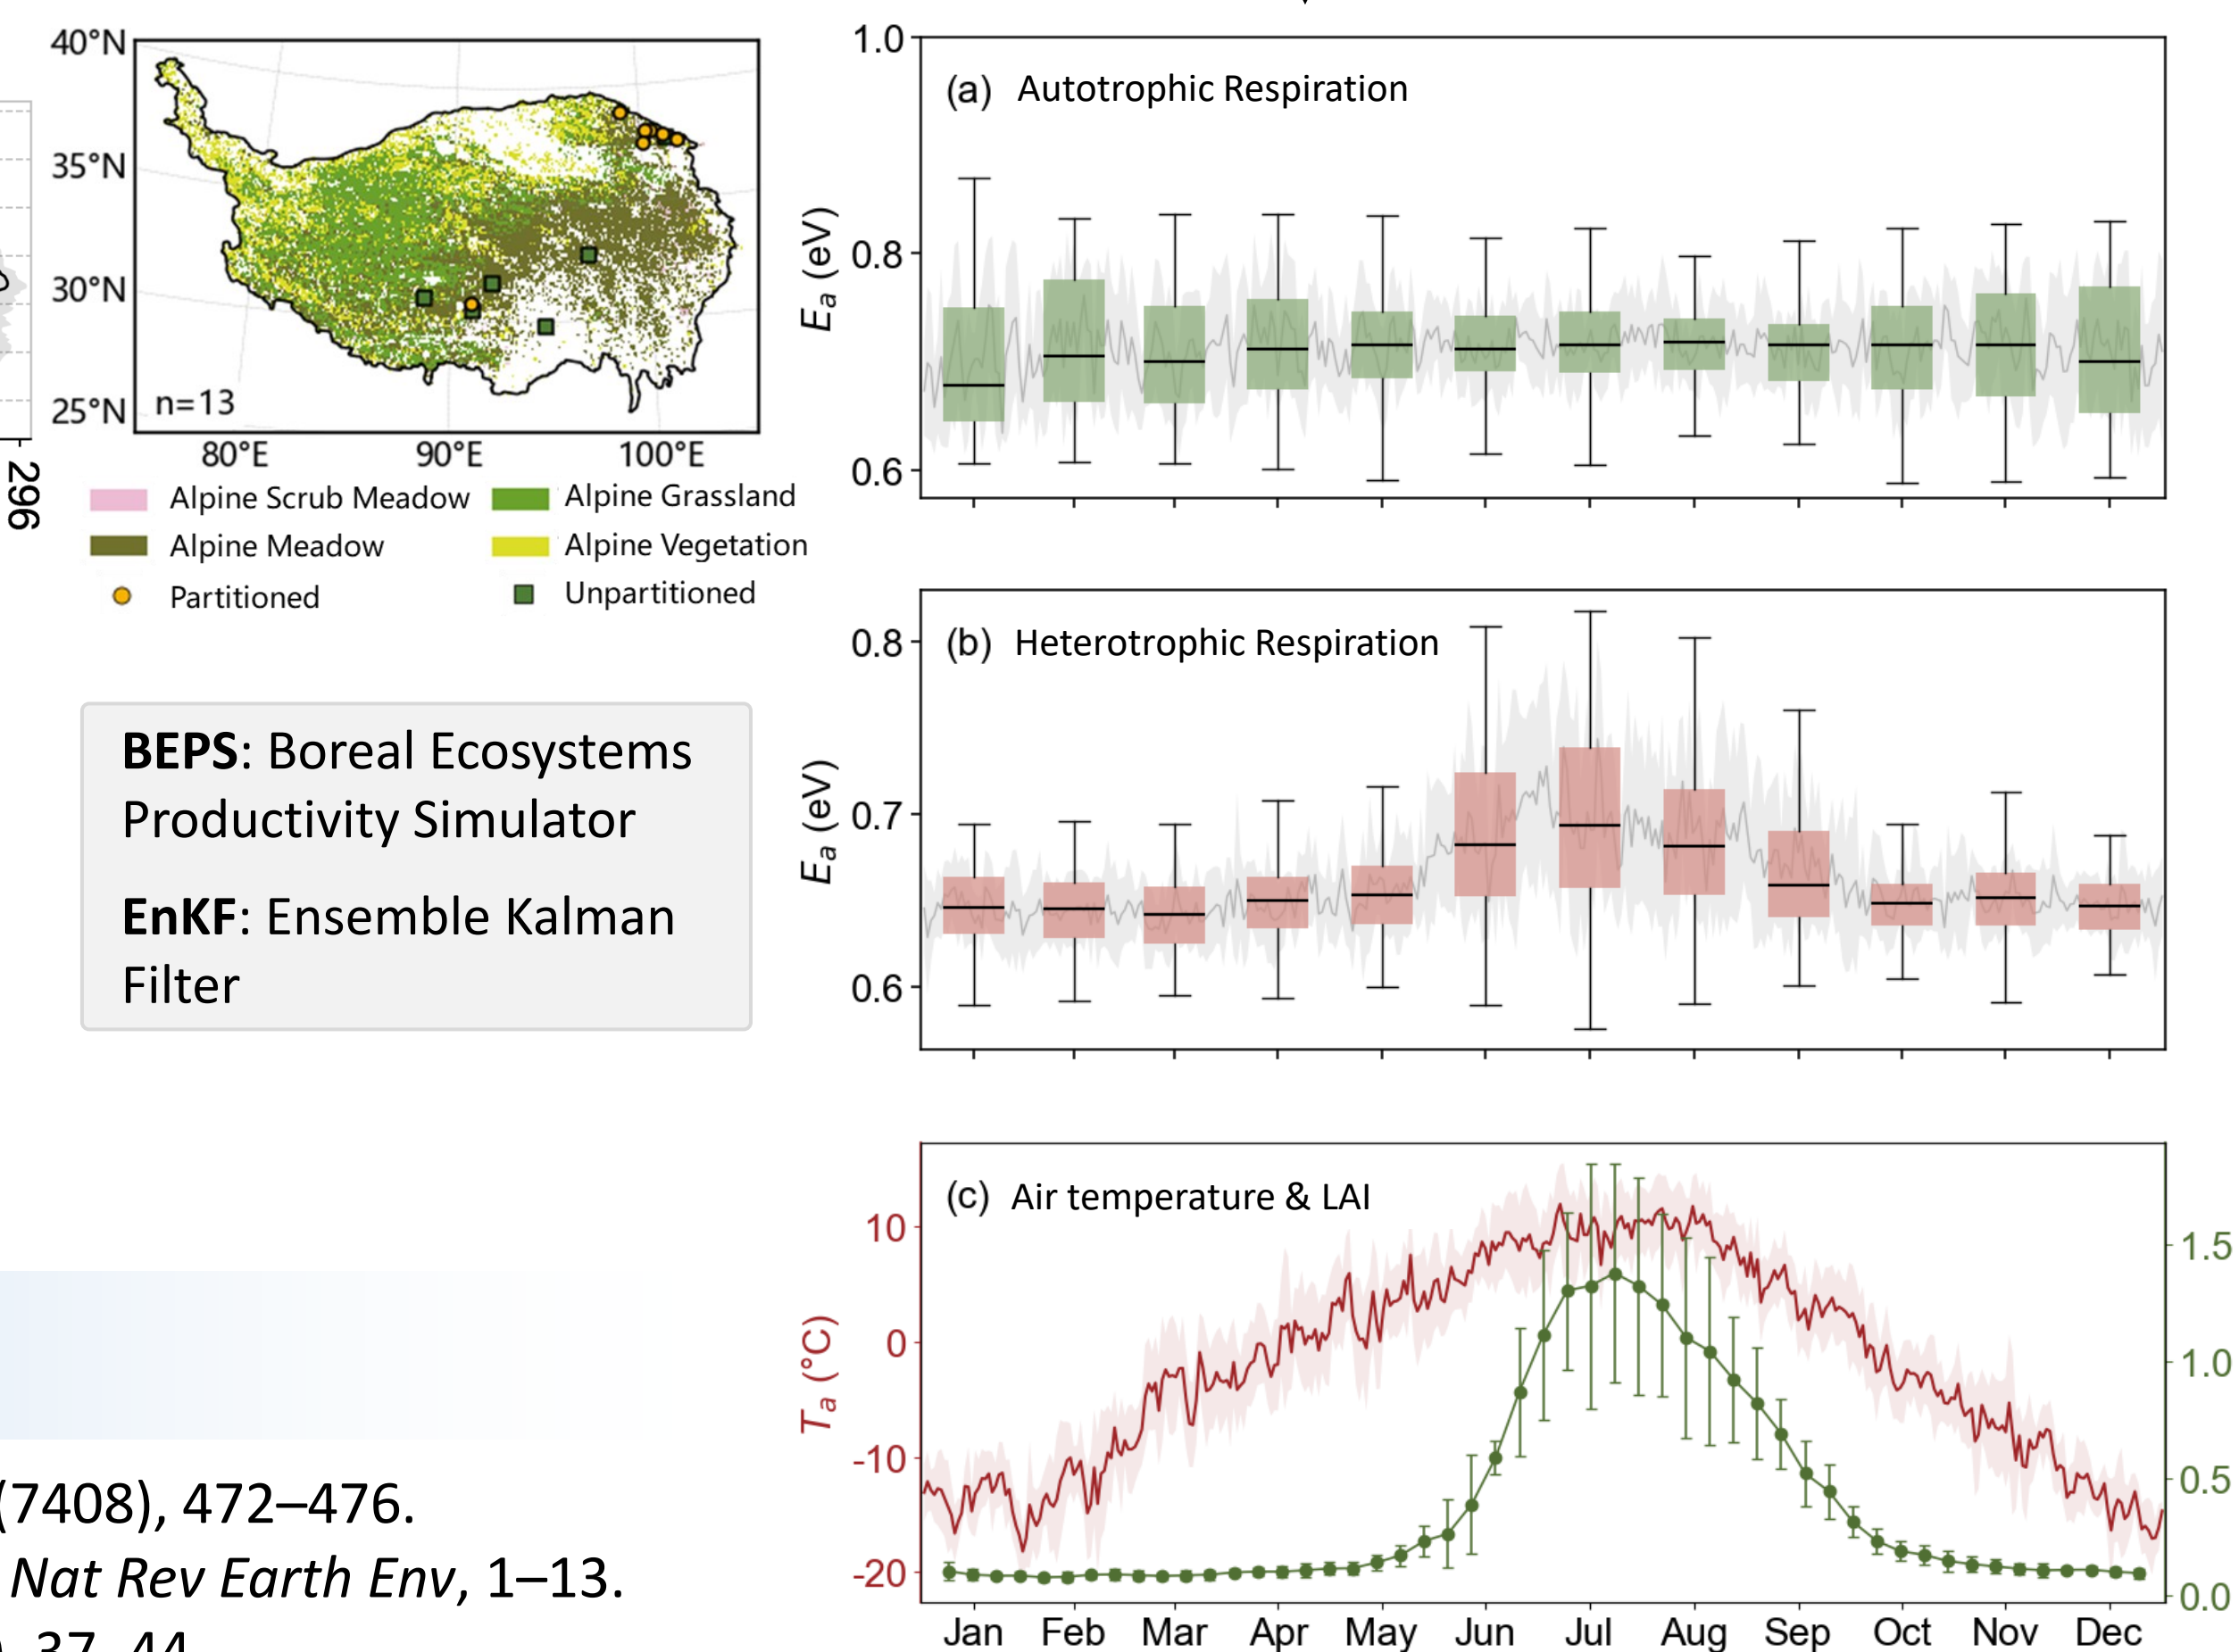 40°N
35°N
30°N
25°N
n=13
80°E 90°E 100°E
296
Alpine Scrub Meadow
Alpine Grassland
Alpine Meadow
Alpine Vegetation
Partitioned
Unpartitioned
BEPS: Boreal Ecosystems
Productivity Simulator
EnKF: Ensemble Kalman
Filter
(7408), 472–476.
Nat Rev Earth Env, 1–13.
37–44
(a) Autotrophic Respiration
Ea (eV)
1.0
0.8
0.6
(b) Heterotrophic Respiration
Ea (eV)
0.8
0.7
0.6
(c) Air temperature & LAI
Ta (°C)
10
0
-10
-20
1.5
1.0
0.5
0.0
Jan Feb Mar Apr May Jun Jul Aug Sep Oct Nov Dec